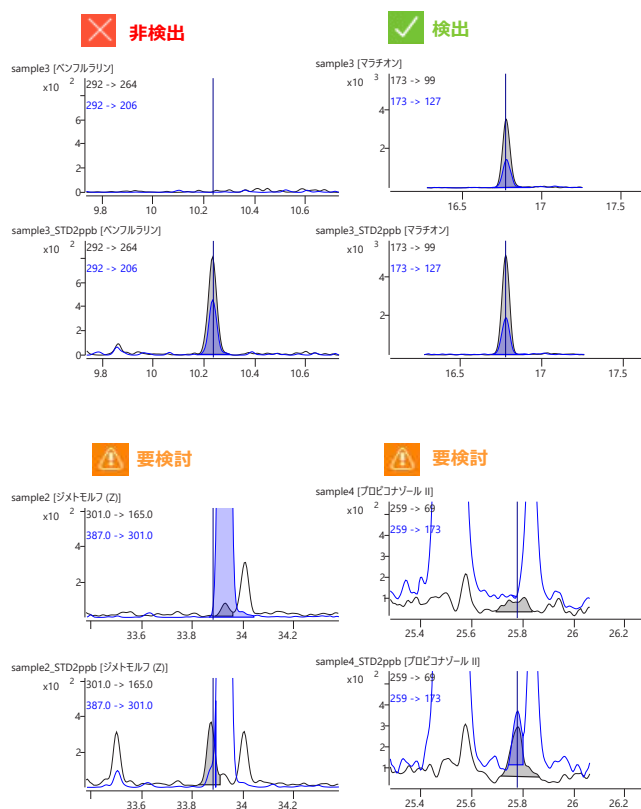 非検出
検出
sample3 [ベンフルラリン]
x10 2
292 -> 264
292 -> 206
6
4
2
0
9.8 10 10.2 10.4 10.6
sample3 [マラチオン]
x10 3
173 -> 99
173 -> 127
4
2
16.5 17 17.5
sample3_STD2ppb [ベンフルラリン]
x10 2
292 -> 264
292 -> 206
6
4
2
0
9.8 10 10.2 10.4 10.6
sample3_STD2ppb [マラチオン]
x10 3
173 -> 99
173 -> 127
4
2
16.5 17 17.5
要検討
要検討
sample2 [ジメトモルフ (Z)]
x10 2
301.0 -> 165.0
387.0 -> 301.0
4
2
33.6 33.8 34 34.2
sample4 [プロピコナゾール II]
x10 2
259 -> 69
259 -> 173
4
3
2
1
25.4 25.6 25.8 26 26.2
sample2_STD2ppb [ジメトモルフ (Z)]
x10 2
301.0 -> 165.0
387.0 -> 301.0
4
2
33.6 33.8 34 34.2
sample4_STD2ppb [プロピコナゾール II]
x10 2
259 -> 69
259 -> 173
4
3
2
1
25.4 25.6 25.8 26 26.2